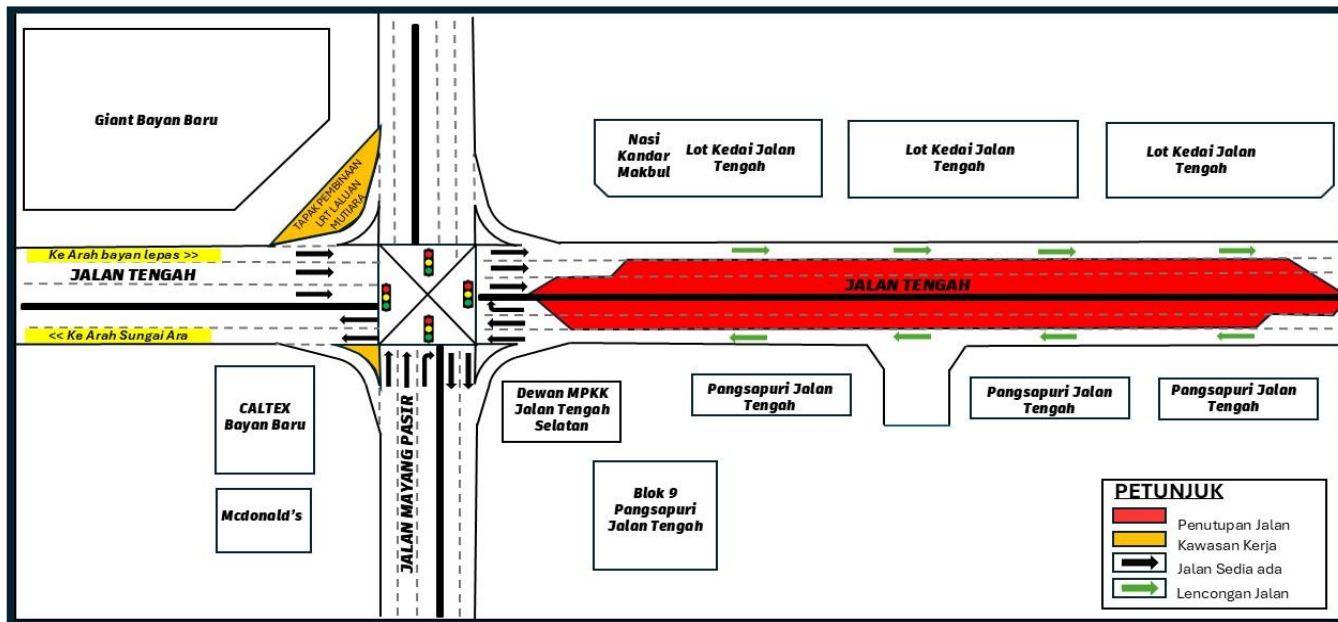 Giant Bayan Baru
TAPAK PEMBINAAN
LRT LALUAN
MUTIARA
Nasi
Kandar
Makbul
Lot Kedai Jalan
Tengah
Lot Kedai Jalan
Tengah
Lot Kedai Jalan
Tengah
Ke Arah bayan lepas >>
JALAN TENGAH
JALAN TENGAH
<< Ke Arah Sungai Ara
CALTEX
Bayan Baru
Mcdonald's
JALAN MAYANG PASIR
Dewan MPKK
Jalan Tengah
Selatan
Pangsapuri Jalan
Tengah
Pangsapuri Jalan
Tengah
Pangsapuri Jalan
Tengah
Blok 9
Pangsapuri
Jalan Tengah
PETUNJUK
Penutupan Jalan
Kawasan Kerja
Jalan Sedia ada
Lencongan Jalan